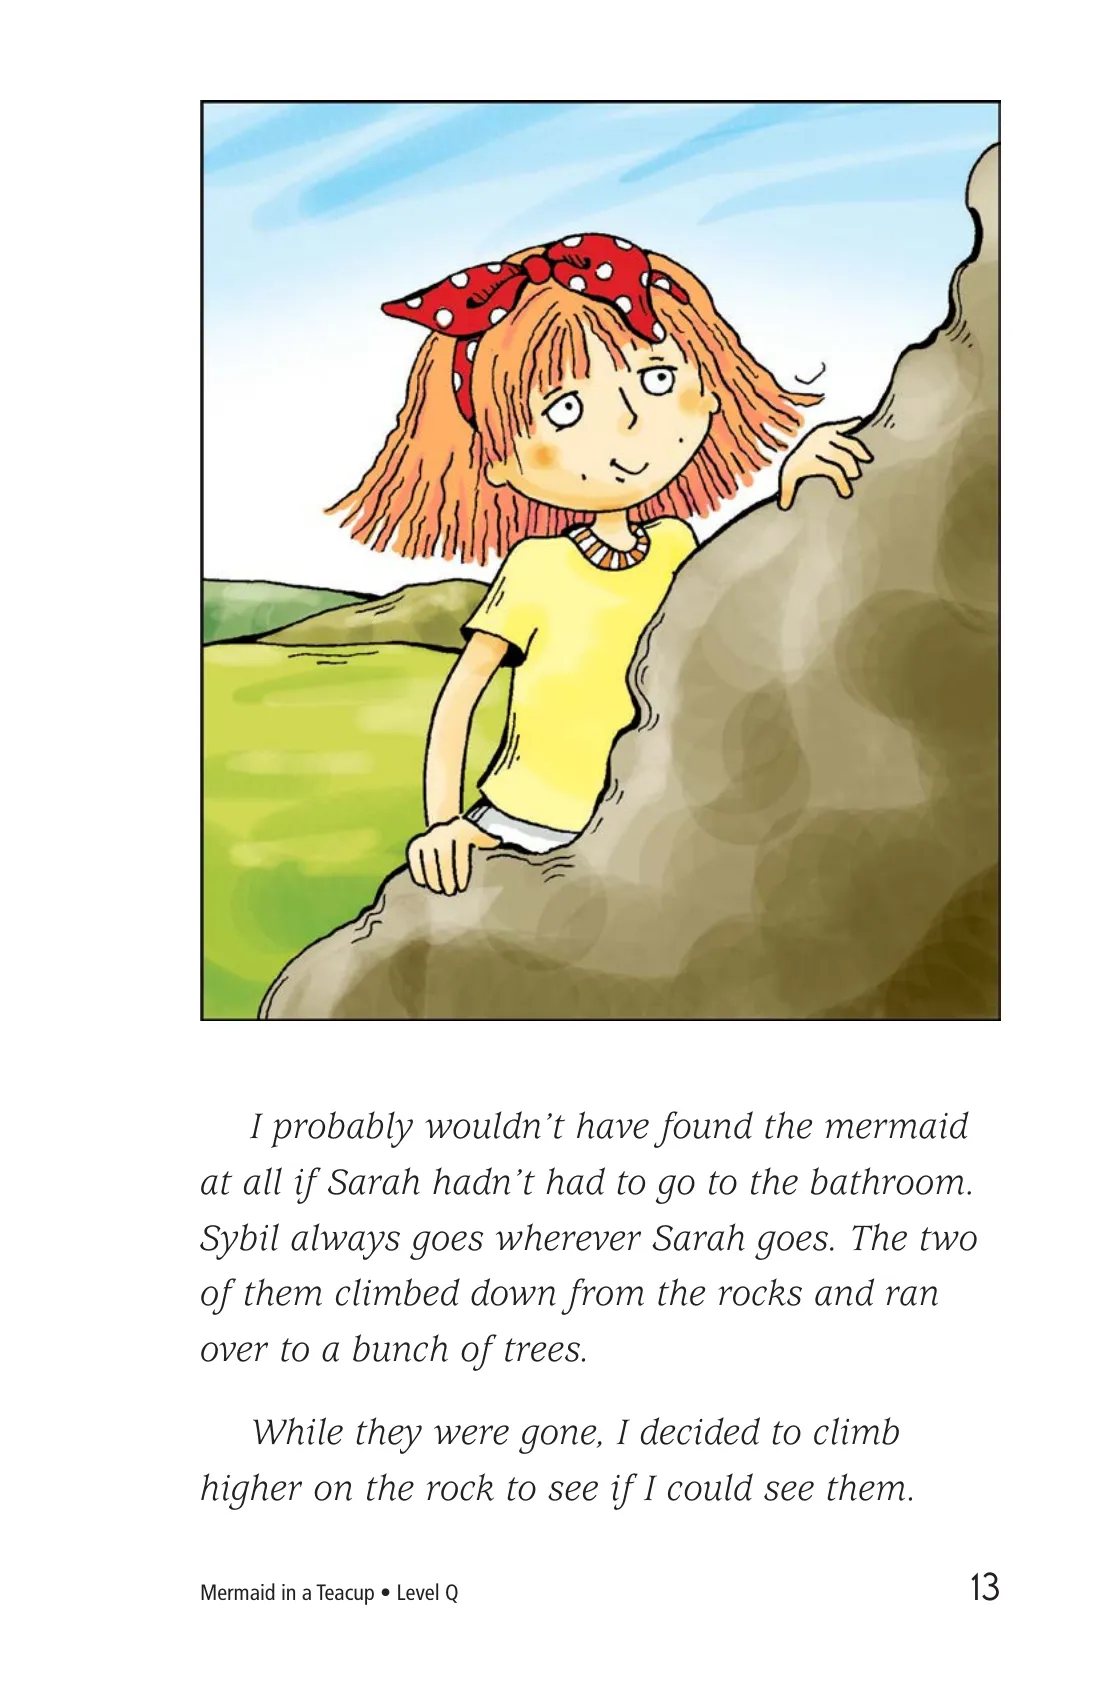 I probably wouldn’t have found the mermaid
at all if Sarah hadn’t had to go to the bathroom.
Sybil always goes wherever Sarah goes. The two
of them climbed down from the rocks and ran
over to a bunch of trees.
While they were gone, I decided to climb
higher on the rock to see if I could see them.
Mermaid in a Teacup • Level Q
13